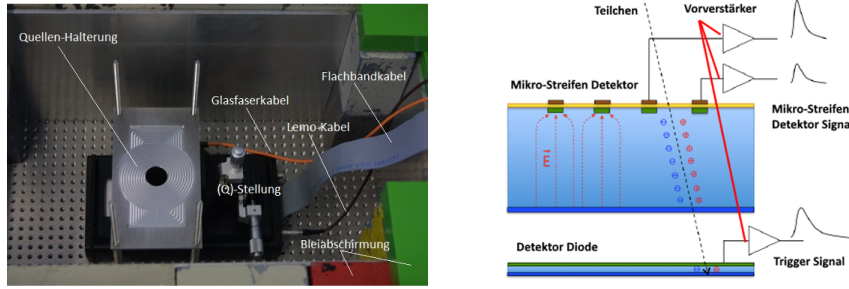 Quellen-Halterung
Flachbandkabel
Glasfaserkabel
Lemo-Kabel
(Q)-Stellung
Bleiabschirmung
Teilchen
Vorverstärker
Mikro-Streifen Detektor
Mikro-Streifen
Detektor Signal
E
Detektor Diode
Trigger Signal